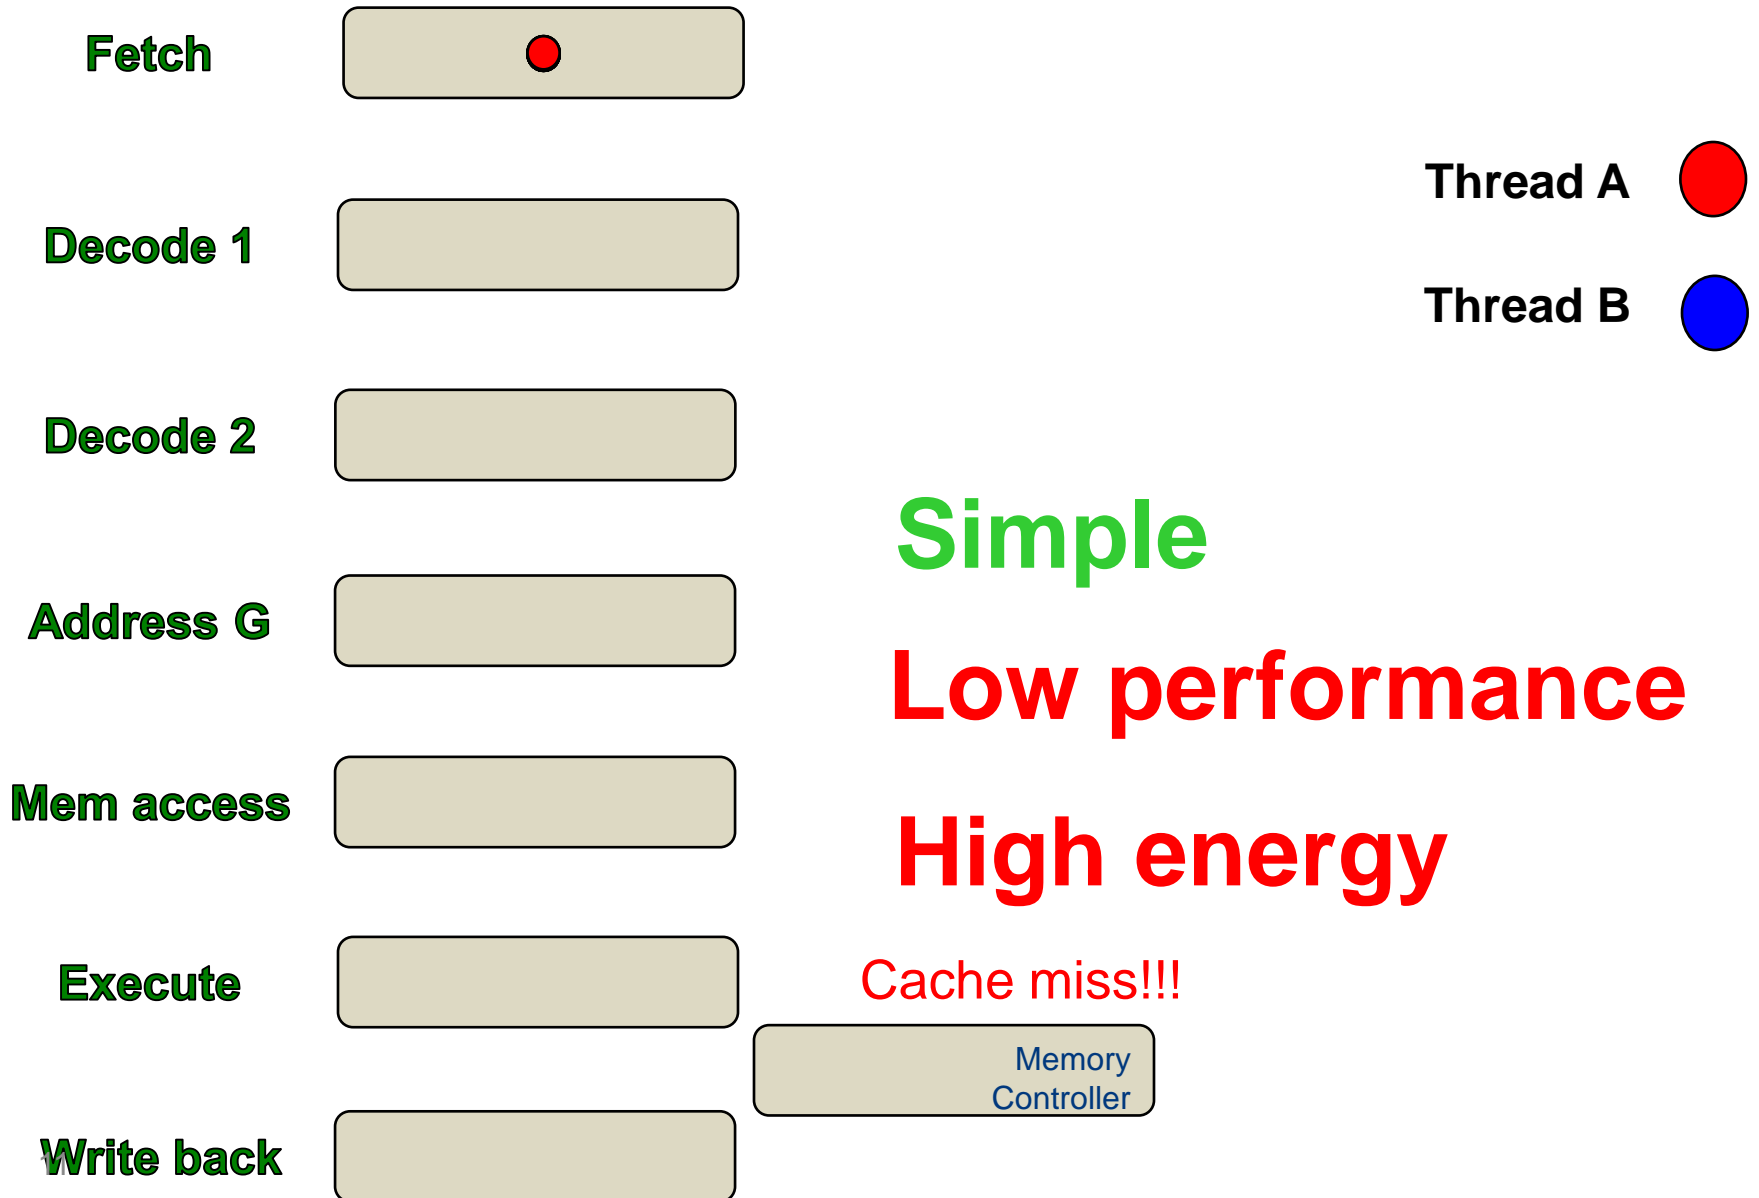 Fetch
Thread A
Decode 1
Thread B
Decode 2
Simple
Address G
Low performance
Mem access
High energy
Execute
Cache miss!!!
Memory
Controller
Write back
11